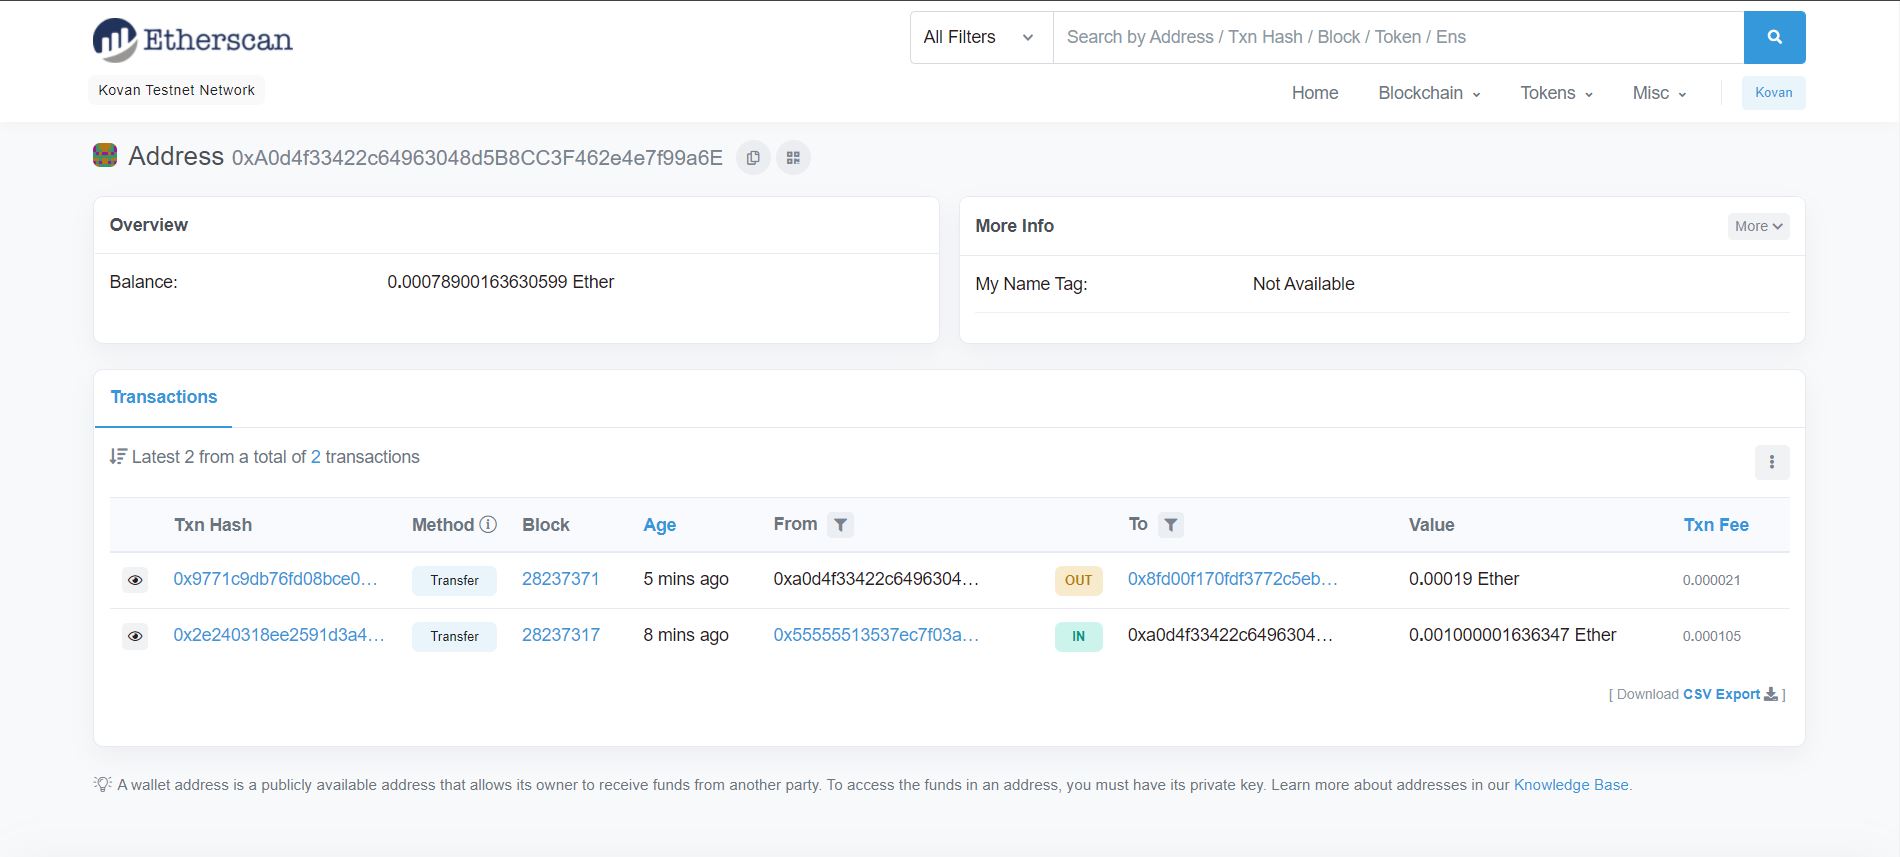 Etherscan
All Filters Search by Address / Txn Hash / Block / Token / Ens
Kovan Testnet Network
Home Blockchain Tokens Misc Kovan
Address 0xA0d4f33422c64963048d5B8CC3F462e4e7f99a6E
Overview
Balance: 0.00078900163630599 Ether
More Info More
My Name Tag: Not Available
Transactions
Latest 2 from a total of 2 transactions
Txn Hash Method Block Age From To Value Txn Fee
0x9771c9db76fd08bce0... Transfer 28237371 5 mins ago 0xa0d4f33422c6496304... OUT 0x8fd00f170fdf3772c5eb... 0.00019 Ether 0.000021
0x2e240318ee2591d3a4... Transfer 28237317 8 mins ago 0x55555513537ec7f03a... IN 0xa0d4f33422c6496304... 0.001000001636347 Ether 0.000105
[ Download CSV Export ]
A wallet address is a publicly available address that allows its owner to receive funds from another party. To access the funds in an address, you must have its private key. Learn more about addresses in our Knowledge Base.